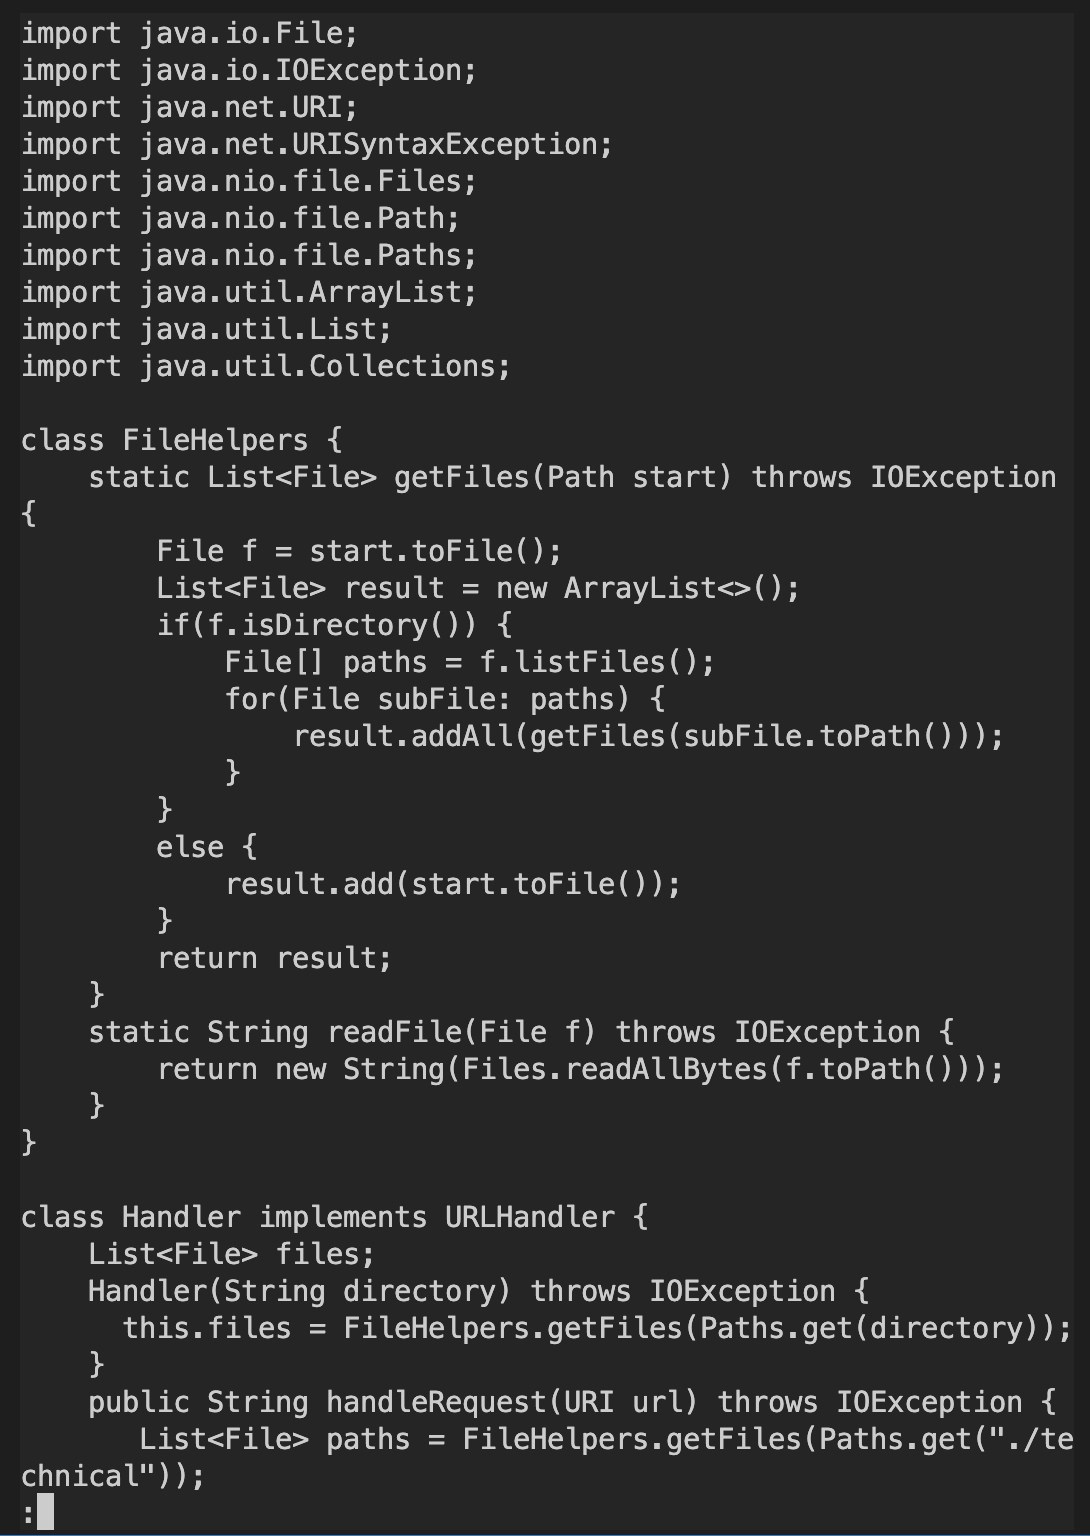 import java.io.File;
import java.io.IOException;
import java.net.URI;
import java.net.URISyntaxException;
import java.nio.file.Files;
import java.nio.file.Path;
import java.nio.file.Paths;
import java.util.ArrayList;
import java.util.List;
import java.util.Collections;

class FileHelpers {
    static List<File> getFiles(Path start) throws IOException
{
        File f = start.toFile();
        List<File> result = new ArrayList<>();
        if(f.isDirectory()) {
            File[] paths = f.listFiles();
            for(File subFile: paths) {
                result.addAll(getFiles(subFile.toPath()));
            }
        }
        else {
            result.add(start.toFile());
        }
        return result;
    }
    static String readFile(File f) throws IOException {
        return new String(Files.readAllBytes(f.toPath()));
    }
}

class Handler implements URLHandler {
    List<File> files;
    Handler(String directory) throws IOException {
      this.files = FileHelpers.getFiles(Paths.get(directory));
    }
    public String handleRequest(URI url) throws IOException {
       List<File> paths = FileHelpers.getFiles(Paths.get("./te
chnical"));
: